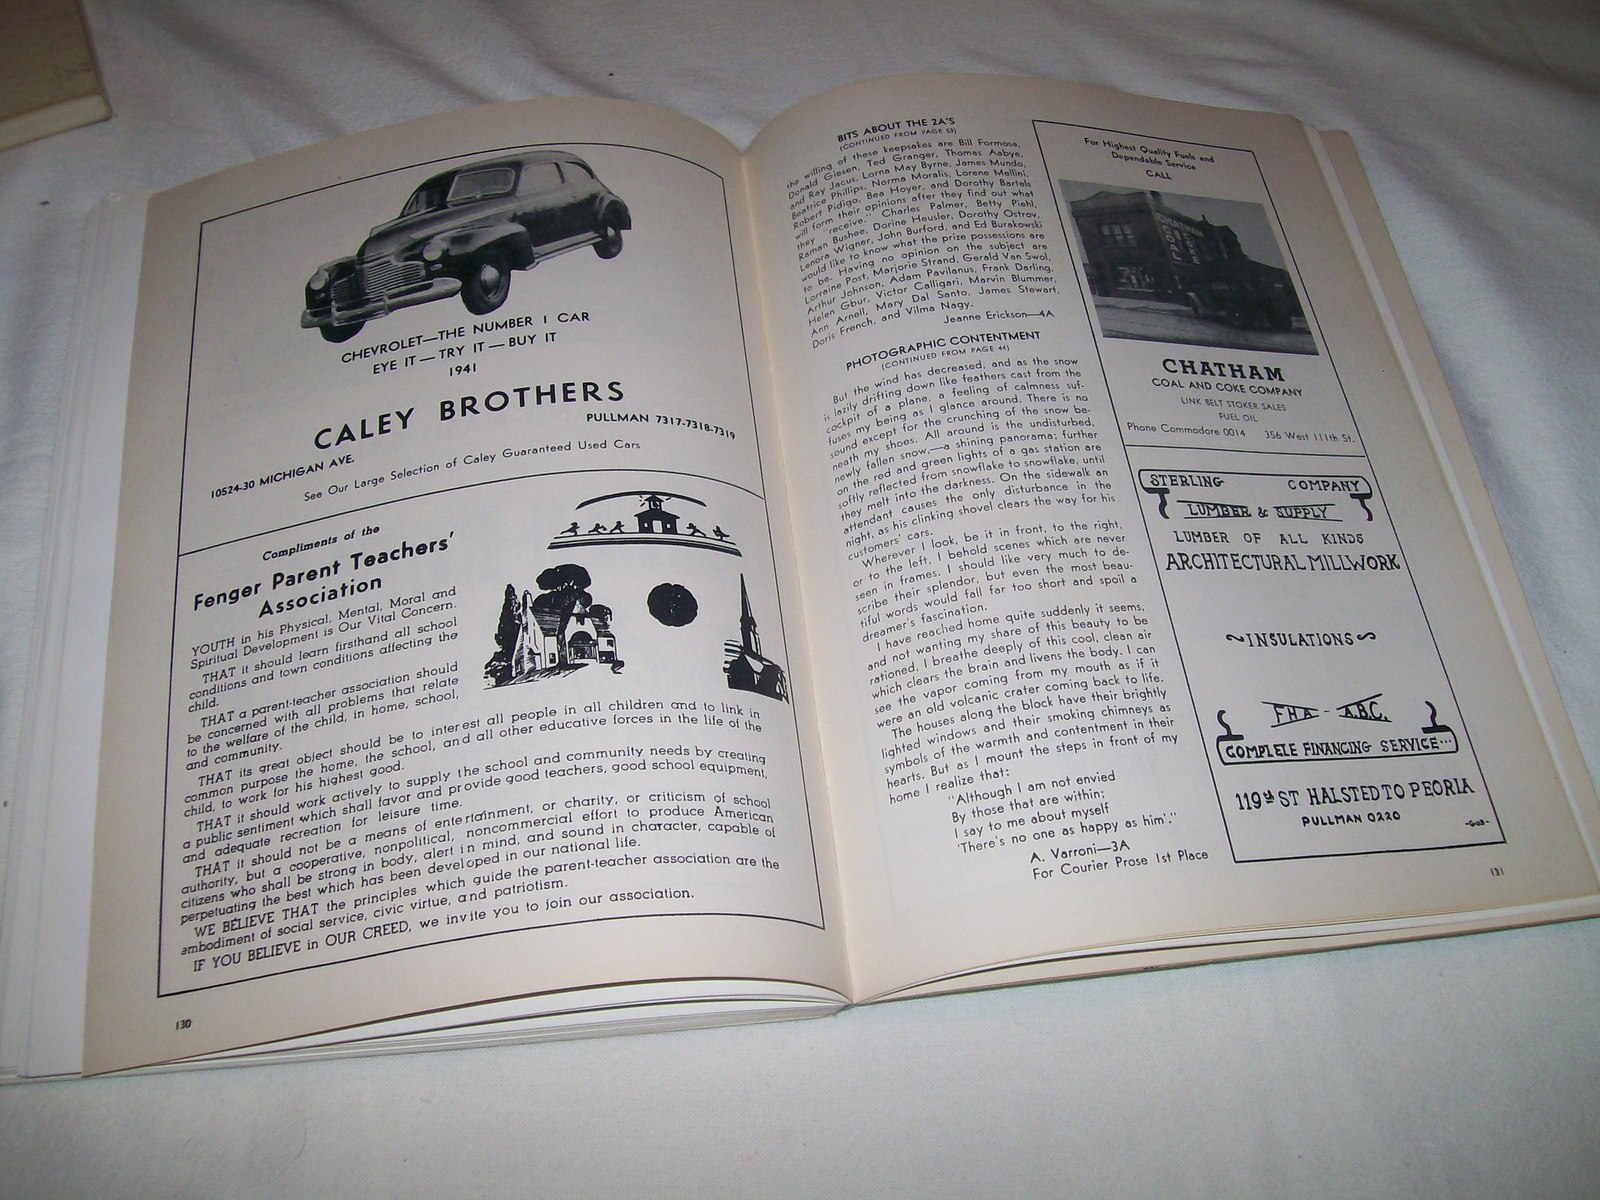 CHEVROLET—THE NUMBER 1 CAR
EYE IT—TRY IT—BUY IT
1941
CALEY BROTHERS
PULLMAN 7317-7318-7319
10524-30 MICHIGAN AVE.
See Our Large Selection of Caley Guaranteed Used Cars
Compliments of the
Fenger Parent Teachers'
Association
YOUTH in his Physical, Mental, Moral and
Spiritual Development is Our Vital Concern.
THAT it should learn firsthand all school
conditions and town conditions affecting the
child.
THAT a parent-teacher association should
be concerned with all problems that relate
to the welfare of the child, in home, school,
and community.
THAT its great object should be to interest all people in all children and to link in
common purpose the home, the school, and all other educative forces in the life of the
child, to work for his highest good.
THAT it should work actively to supply the school and community needs by creating
a public sentiment which shall favor and provide good teachers, good school equipment,
and adequate recreation for leisure time.
THAT it should not be a means of entertainment, or charity, or criticism of school
authority, but a cooperative, nonpolitical, noncommercial effort to produce American
citizens who shall be strong in body, alert in mind, and sound in character, capable of
perpetuating the best which has been developed in our national life.
WE BELIEVE THAT the principles which guide the parent-teacher association are the
embodiment of social service, civic virtue, and patriotism.
IF YOU BELIEVE in OUR CREED, we invite you to join our association.
130
BITS ABOUT THE 2A'S
(CONTINUED FROM PAGE 53)
the willing of these keepsakes are Bill Formosa,
Donald Giesen, Ted Granger, Thomas Aabye,
and Ray Jacus. Lorna May Byrne, James Mundo,
Beatrice Phillips, Norma Moralis, Lorene Mellini,
Robert Pidigo, Bea Hoyer, and Dorothy Bartels
will form their opinions after they find out what
they "receive." Charles Palmer, Betty Piehl,
Raman Bushee, Dorine Heusler, Dorothy Ostrov,
Lenora Wigner, John Burford, and Ed Burakowski
would like to know what the prize possessions are
to be. Having no opinion on the subject are
Lorraine Post, Marjorie Strand, Gerald Van Swol,
Arthur Johnson, Adam Pavilanus, Frank Darling,
Helen Gbur, Victor Calligari, Marvin Blummer,
Ann Arnell, Mary Dal Santo, James Stewart,
Doris French, and Vilma Nagy.
Jeanne Erickson—4A
PHOTOGRAPHIC CONTENTMENT
(CONTINUED FROM PAGE 44)
But the wind has decreased, and as the snow
is lazily drifting down like feathers cast from the
cockpit of a plane, a feeling of calmness suf-
fuses my being as I glance around. There is no
sound except for the crunching of the snow be-
neath my shoes. All around is the undisturbed,
newly fallen snow,—a shining panorama; further
on the red and green lights of a gas station are
softly reflected from snowflake to snowflake, until
they melt into the darkness. On the sidewalk an
attendant causes the only disturbance in the
night, as his clinking shovel clears the way for his
customers' cars.
Wherever I look, be it in front, to the right,
or to the left, I behold scenes which are never
seen in frames. I should like very much to de-
scribe their splendor, but even the most beau-
tiful words would fall far too short and spoil a
dreamer's fascination.
I have reached home quite suddenly it seems,
and not wanting my share of this beauty to be
rationed, I breathe deeply of this cool, clean air
which clears the brain and livens the body. I can
see the vapor coming from my mouth as if it
were an old volcanic crater coming back to life.
The houses along the block have their brightly
lighted windows and their smoking chimneys as
symbols of the warmth and contentment in their
hearts. But as I mount the steps in front of my
home I realize that:
"Although I am not envied
By those that are within;
I say to me about myself
'There's no one as happy as him'."
A. Varroni—3A
For Courier Prose 1st Place
For Highest Quality Fuels and
Dependable Service
CALL
CHATHAM
COAL
CHATHAM
COAL AND COKE COMPANY
LINK BELT STOKER SALES
FUEL OIL
Phone Commodore 0014 356 West 111th St.
STERLING COMPANY
LUMBER & SUPPLY
LUMBER OF ALL KINDS
ARCHITECTURAL MILLWORK
~INSULATIONS~
FHA - A.B.C.
COMPLETE FINANCING SERVICE...
119th ST HALSTED TO PEORIA
PULLMAN 0220
-GUS-
131